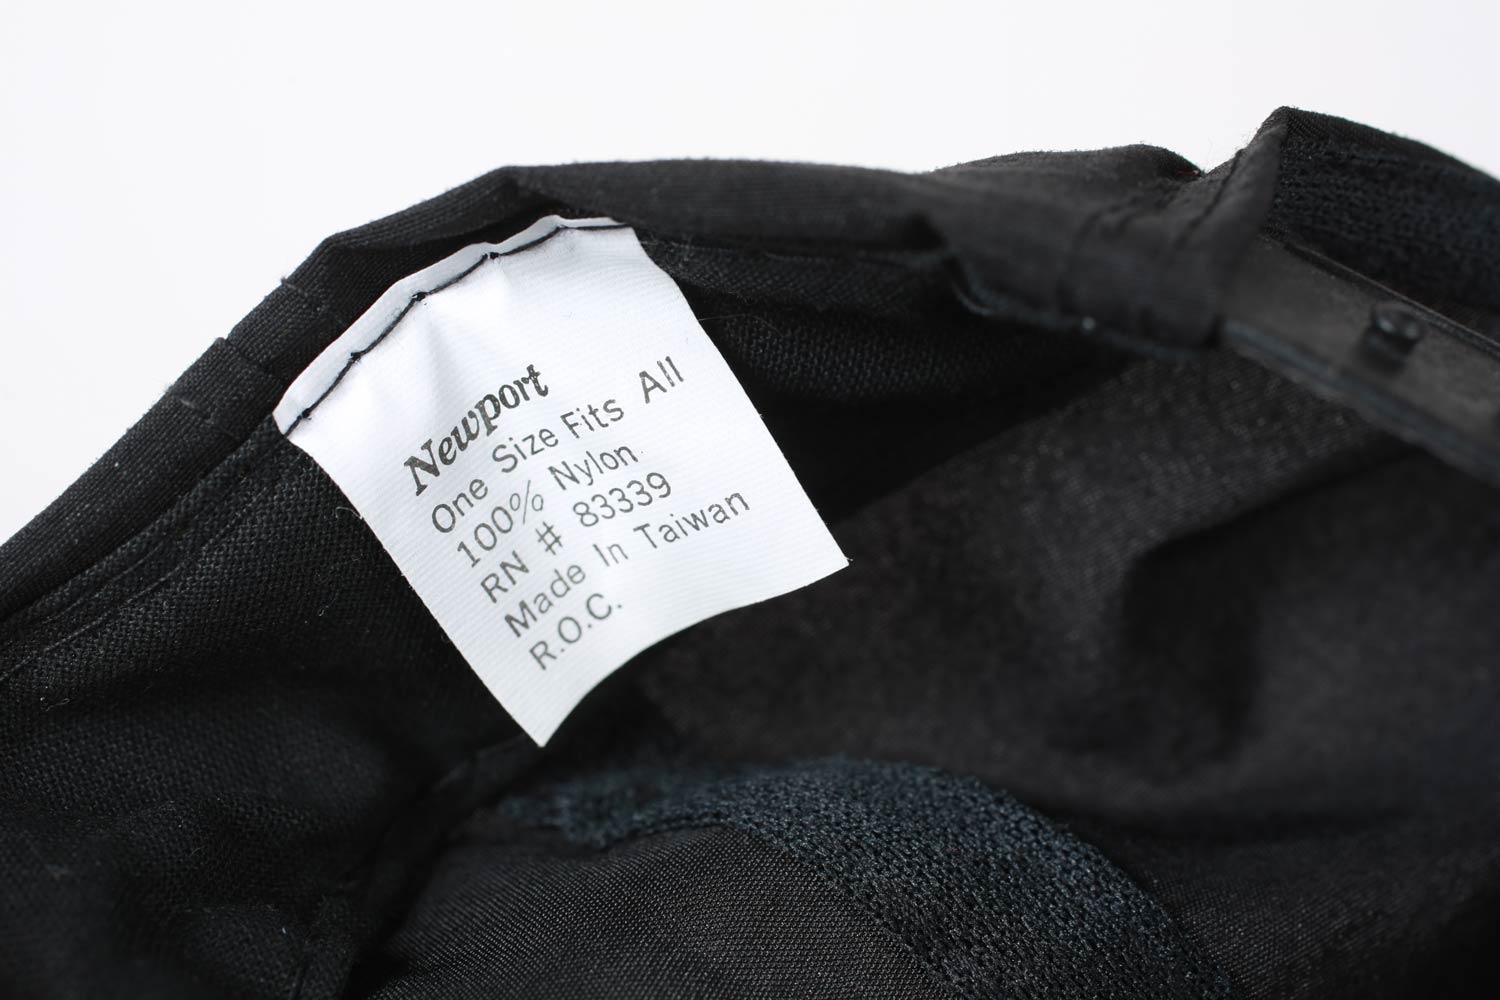 Newport
One Size Fits All
100% Nylon
RN # 83339
Made In Taiwan
R.O.C.